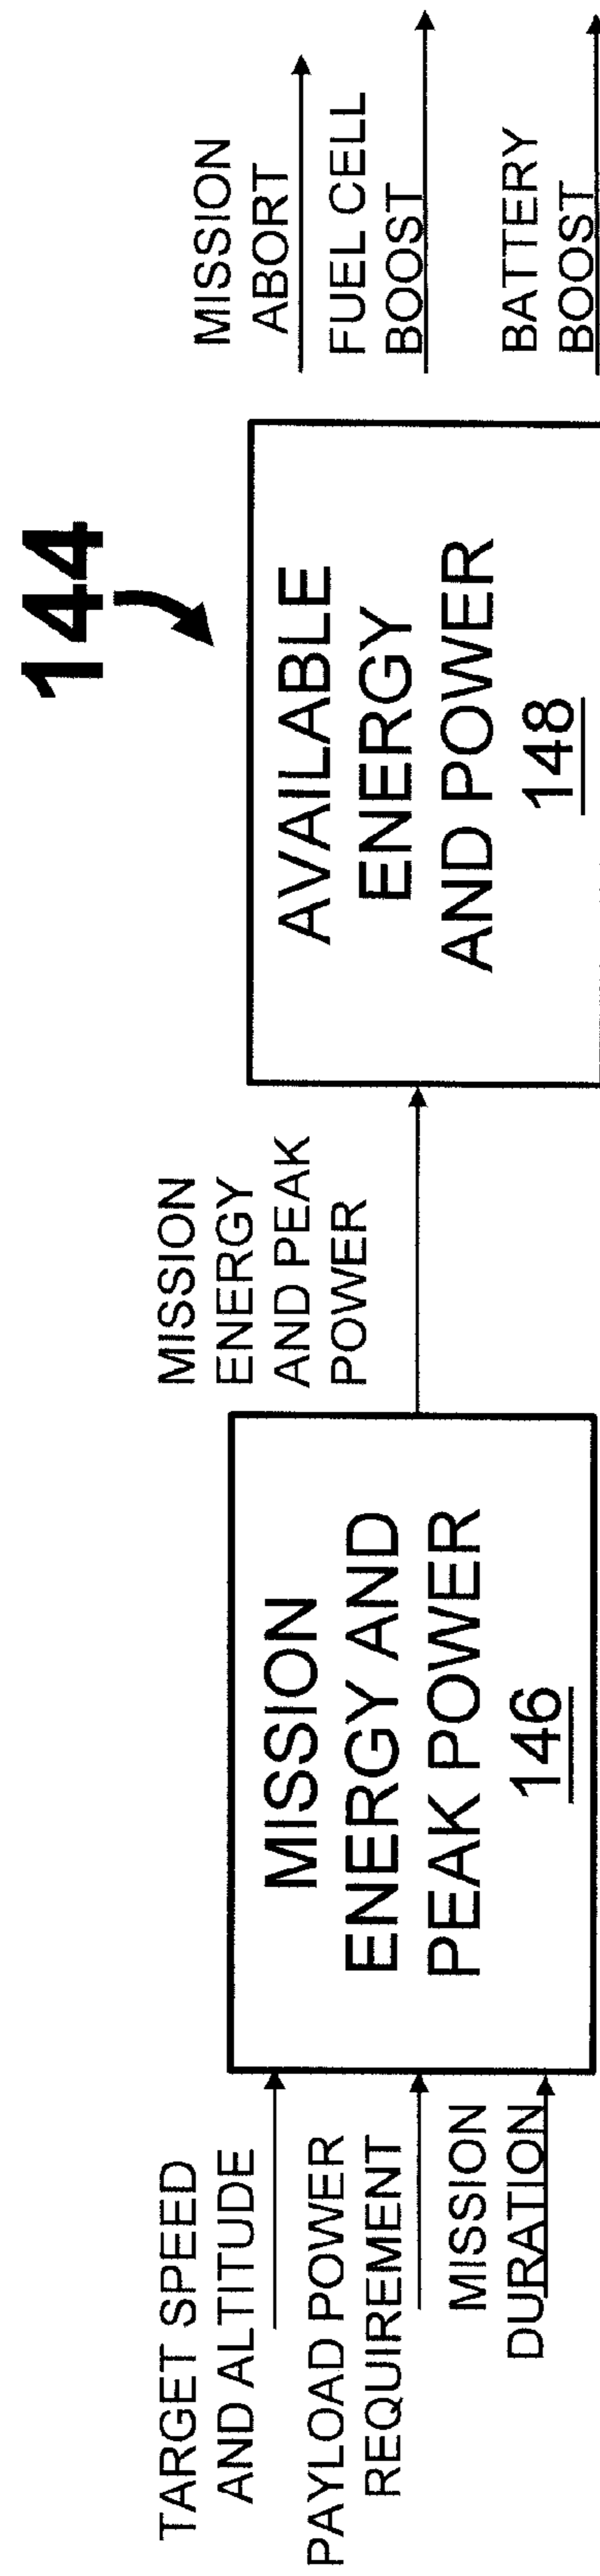 144
TARGET SPEED
AND ALTITUDE
PAYLOAD POWER
REQUIREMENT
MISSION
DURATION
MISSION
ENERGY AND
PEAK POWER
146
MISSION
ENERGY
AND PEAK
POWER
AVAILABLE
ENERGY
AND POWER
148
MISSION
ABORT
FUEL CELL
BOOST
BATTERY
BOOST